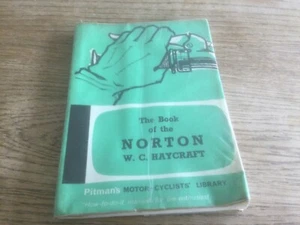 The Book
of the
NORTON
W. C. HAYCRAFT
Pitman's MOTOR-CYCLISTS' LIBRARY